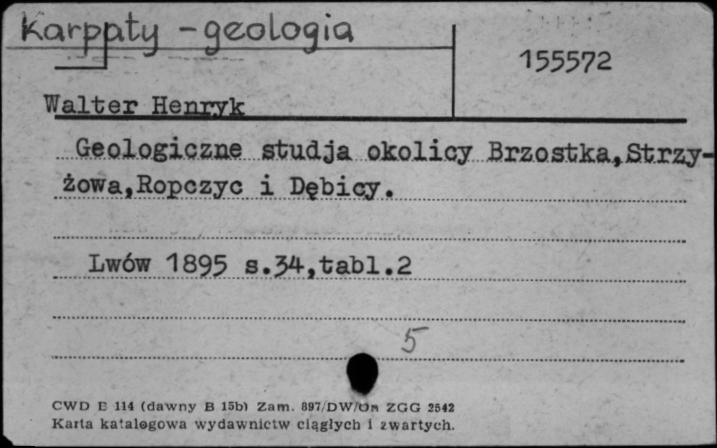 Karpaty - geologia
155572
Walter Henryk
Geologiczne studja okolicy Brzostka,Strzy-
żowa,Ropczyc i Dębicy.
Lwów 1895 s.34,tabl.2
5
CWD E 114 (dawny B 15b) Zam. 897/DW/Om ZGG 2542
Karta katalogowa wydawnictw ciągłych i zwartych.